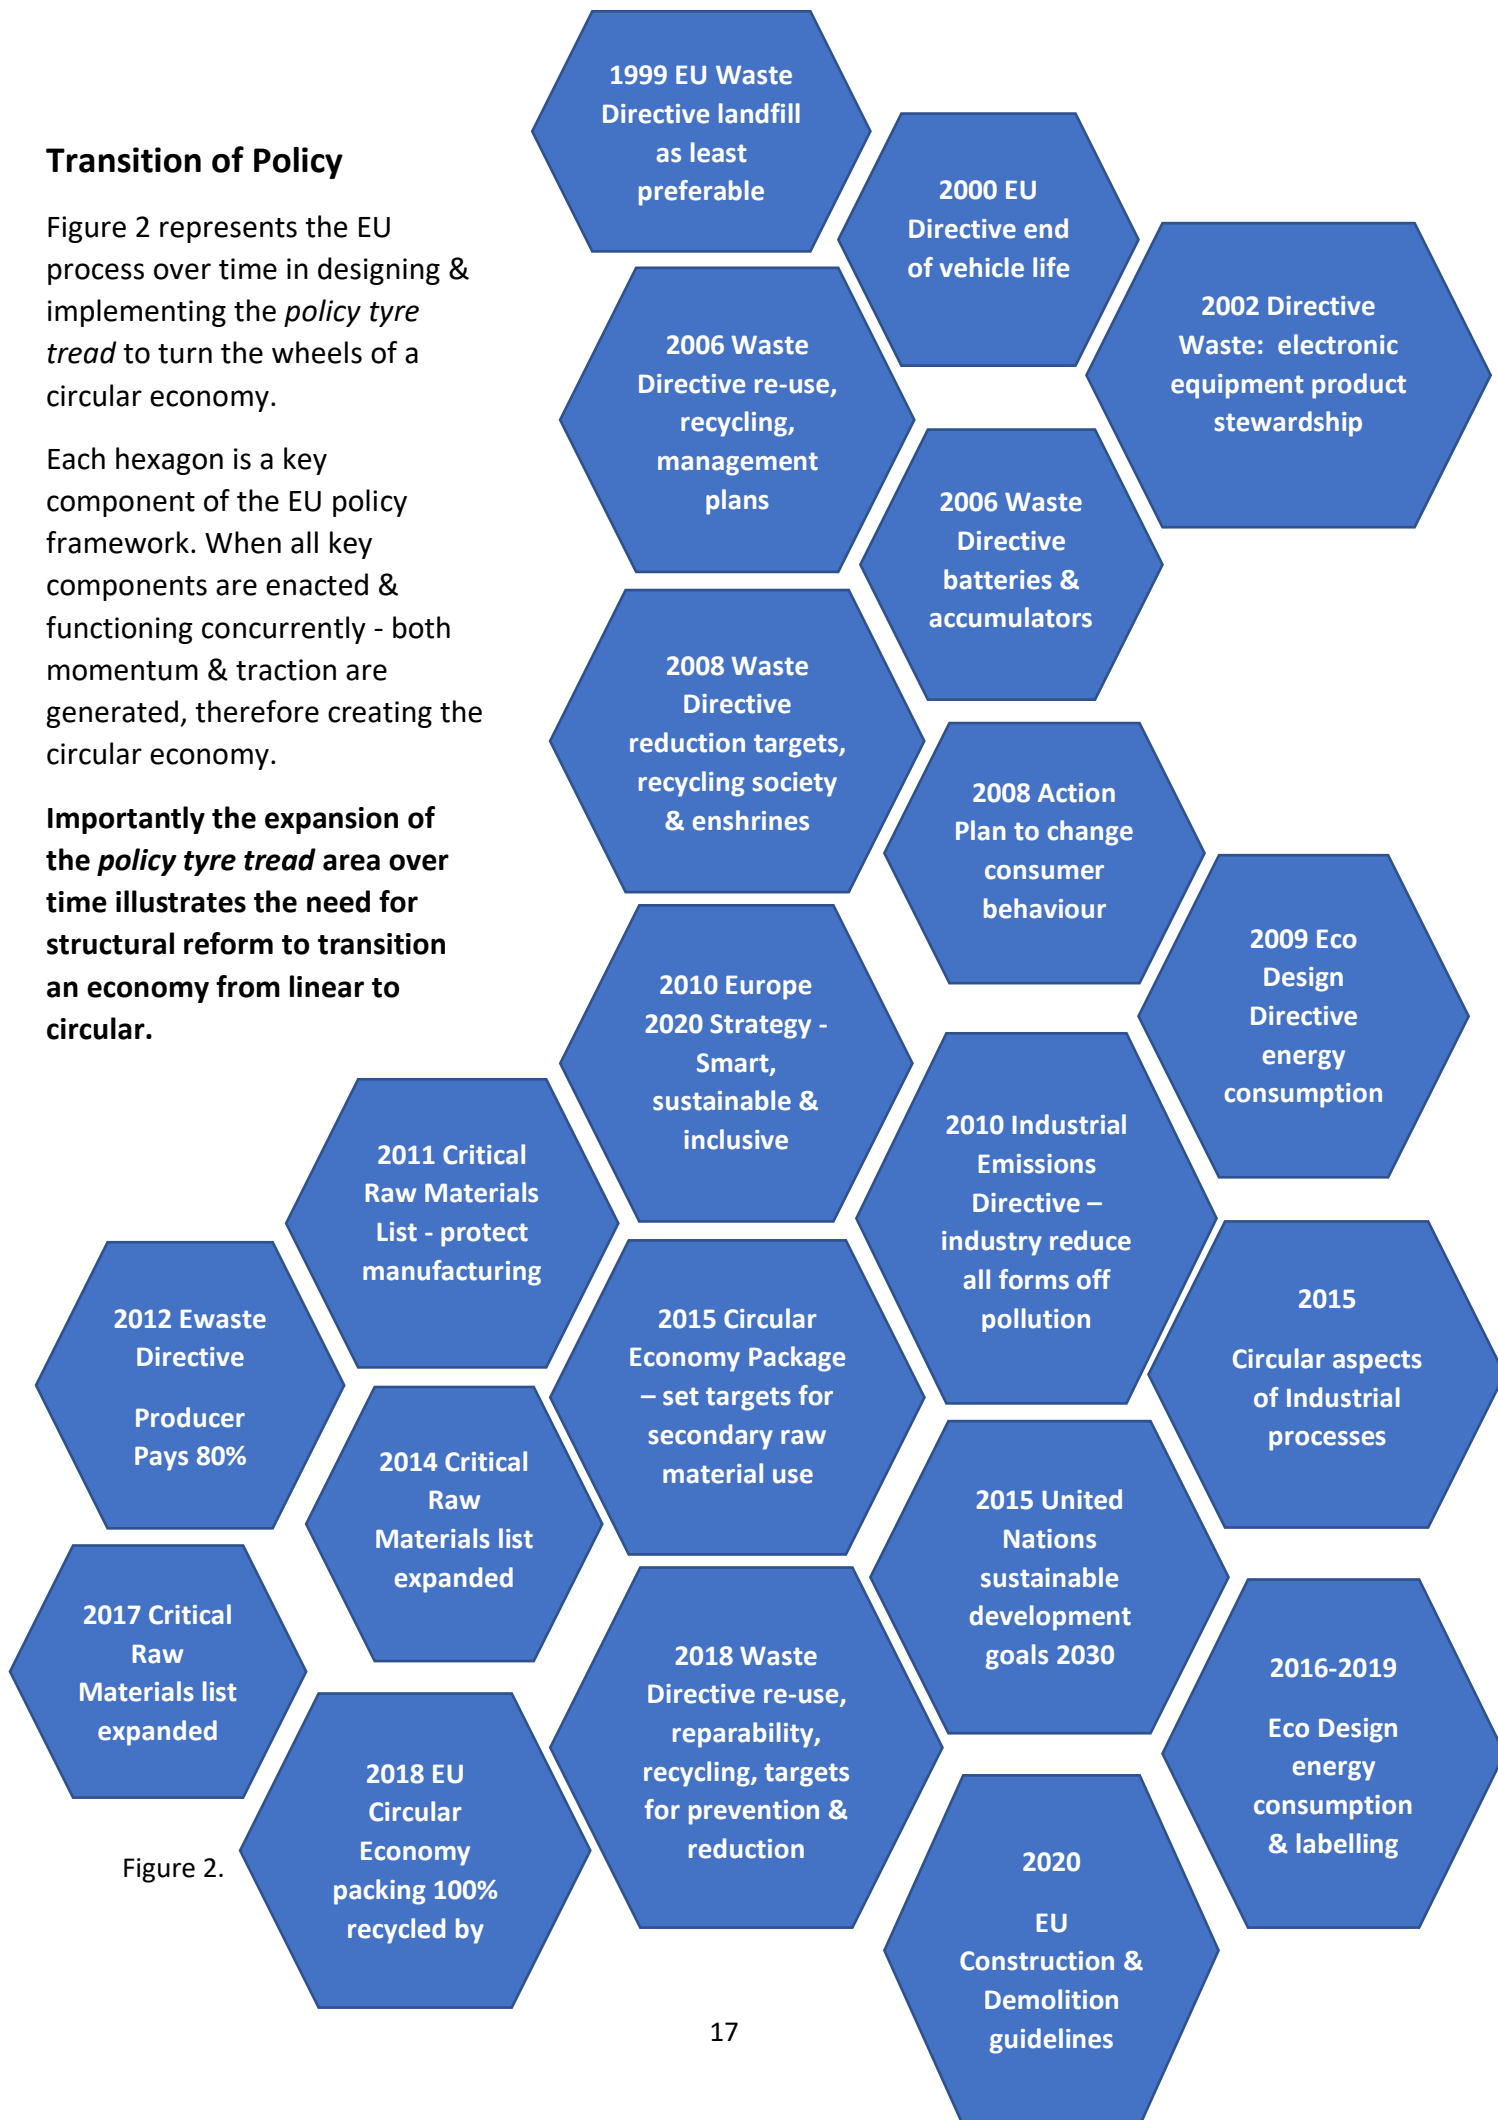 Transition of Policy
Figure 2 represents the EU
process over time in designing &
implementing the policy tyre
tread to turn the wheels of a
circular economy.
Each hexagon is a key
component of the EU policy
framework. When all key
components are enacted &
functioning concurrently - both
momentum & traction are
generated, therefore creating the
circular economy.
Importantly the expansion of
the policy tyre tread area over
time illustrates the need for
structural reform to transition
an economy from linear to
circular.
1999 EU Waste
Directive landfill
as least
preferable
2000 EU
Directive end
of vehicle life
2002 Directive
Waste: electronic
equipment product
stewardship
2006 Waste
Directive re-use,
recycling,
management
plans
2006 Waste
Directive
batteries &
accumulators
2008 Waste
Directive
reduction targets,
recycling society
& enshrines
2008 Action
Plan to change
consumer
behaviour
2009 Eco
Design
Directive
energy
consumption
2010 Europe
2020 Strategy -
Smart,
sustainable &
inclusive
2010 Industrial
Emissions
Directive –
industry reduce
all forms off
pollution
2011 Critical
Raw Materials
List - protect
manufacturing
2012 Ewaste
Directive
Producer
Pays 80%
2015 Circular
Economy Package
– set targets for
secondary raw
material use
2015
Circular aspects
of Industrial
processes
2014 Critical
Raw
Materials list
expanded
2015 United
Nations
sustainable
development
goals 2030
2017 Critical
Raw
Materials list
expanded
2018 Waste
Directive re-use,
reparability,
recycling, targets
for prevention &
reduction
2016-2019
Eco Design
energy
consumption
& labelling
2018 EU
Circular
Economy
packing 100%
recycled by
2020
EU
Construction &
Demolition
guidelines
Figure 2.
17